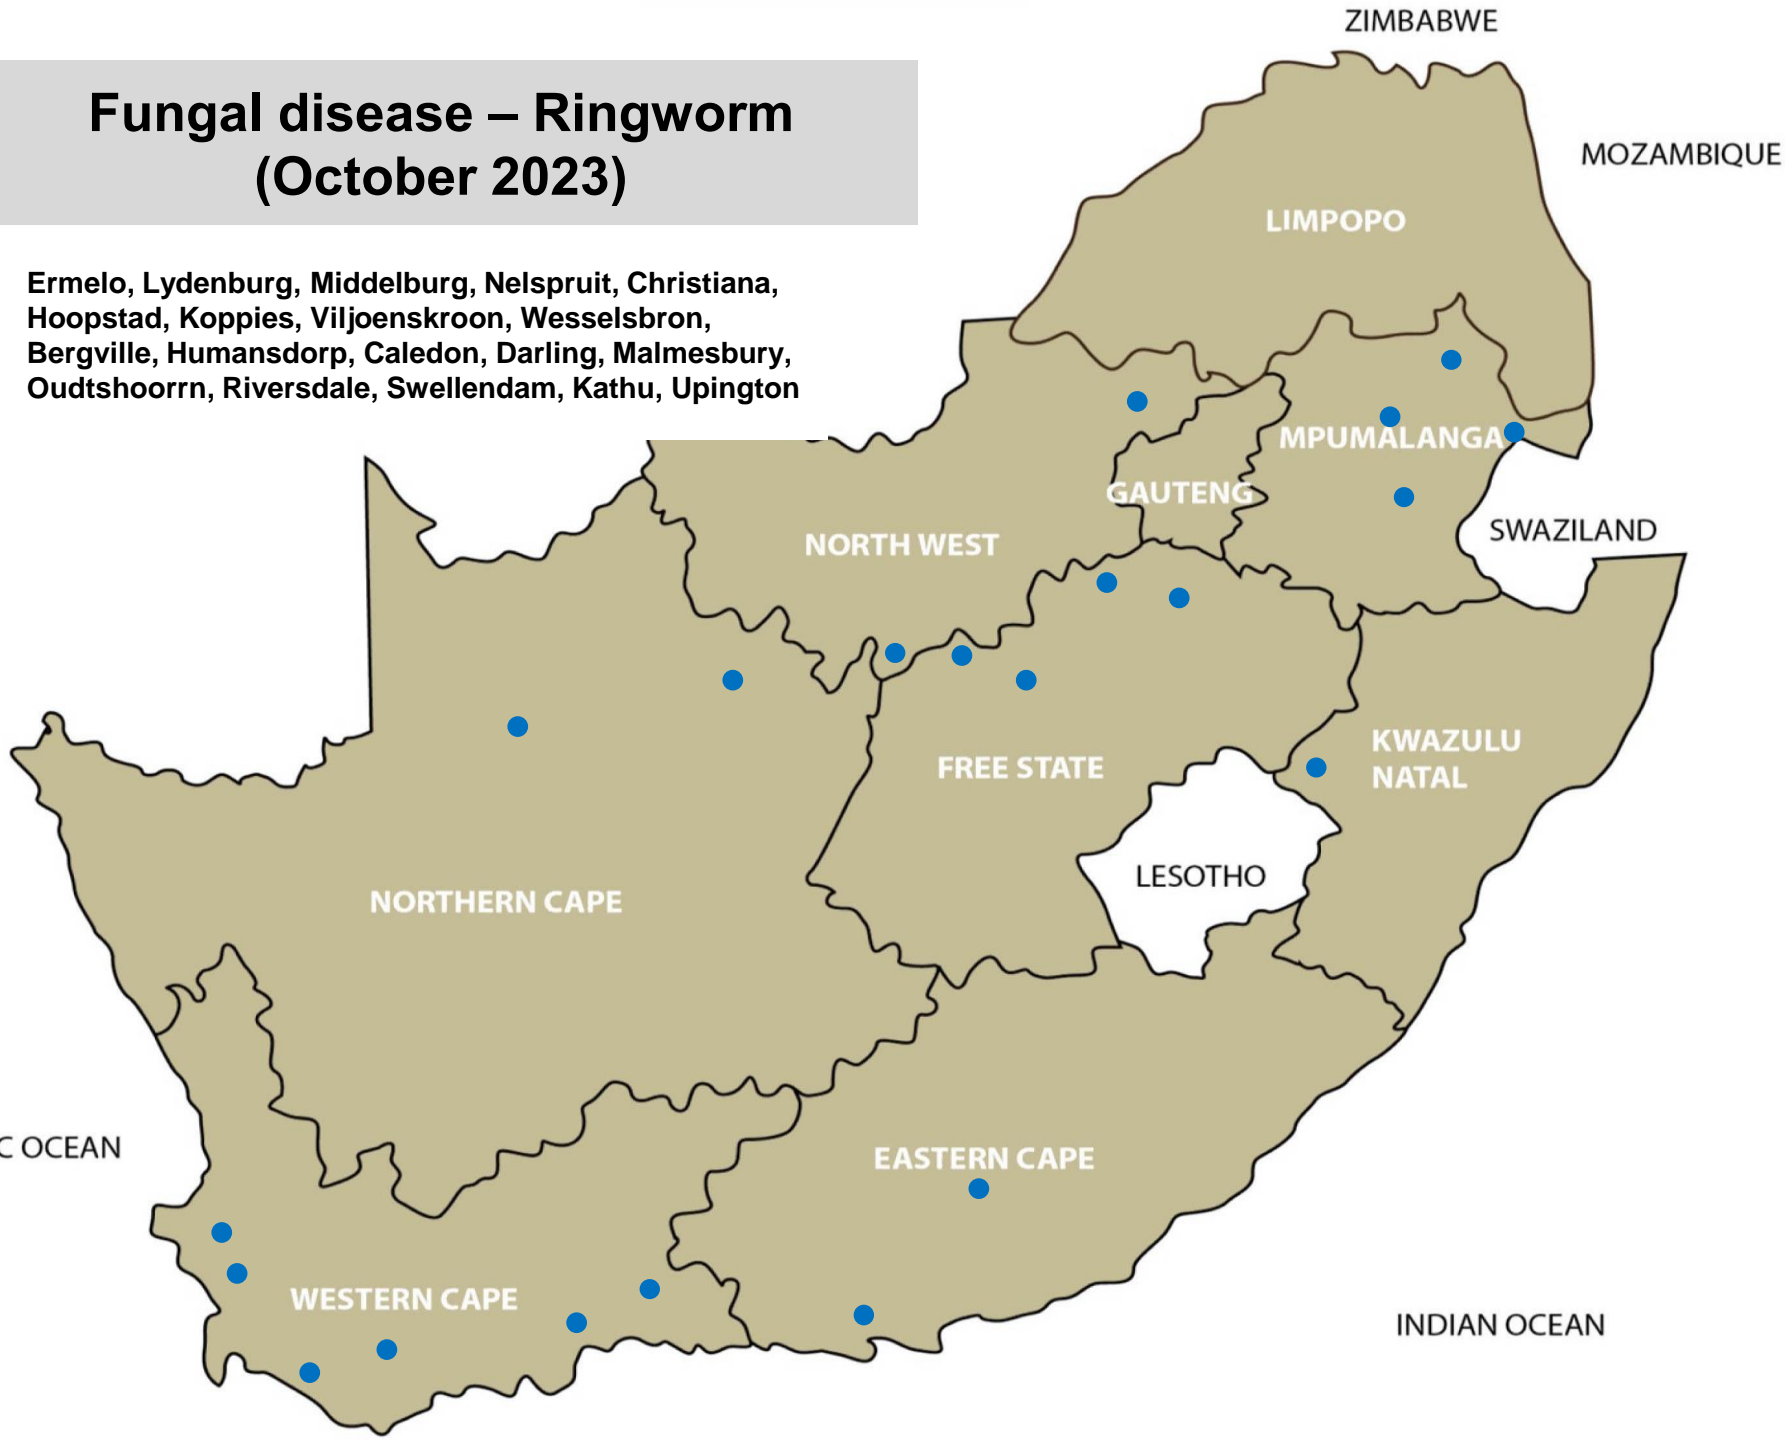 ZIMBABWE
Fungal disease – Ringworm
(October 2023)
MOZAMBIQUE
LIMPOPO
Ermelo, Lydenburg, Middelburg, Nelspruit, Christiana,
Hoopstad, Koppies, Viljoenskroon, Wesselsbron,
Bergville, Humansdorp, Caledon, Darling, Malmesbury,
Oudtshoorrn, Riversdale, Swellendam, Kathu, Upington
MPUMALANGA
GAUTENG
SWAZILAND
NORTH WEST
KWAZULU
NATAL
FREE STATE
LESOTHO
NORTHERN CAPE
C OCEAN
EASTERN CAPE
WESTERN CAPE
INDIAN OCEAN